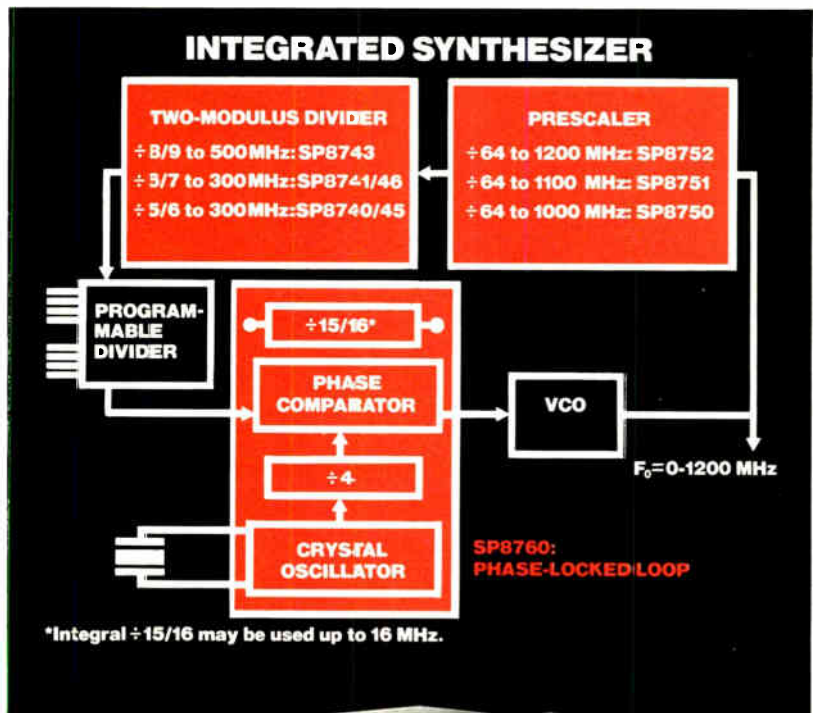 INTEGRATED SYNTHESIZER
TWO-MODULUS DIVIDER
÷8/9 to 500MHz: SP8743
÷6/7 to 300MHz:SP8741/46
÷5/6 to 300MHz:SP8740/45
PRESCALER
÷64 to 1200 MHz: SP8752
÷64 to 1100 MHz: SP8751
÷64 to 1000 MHz: SP8750
PROGRAM-
MABLE
DIVIDER
÷15/16*
PHASE
COMPARATOR
÷4
CRYSTAL
OSCILLATOR
VCO
F₀=0-1200 MHz
SP8760:
PHASE-LOCKED LOOP
*Integral ÷15/16 may be used up to 16 MHz.